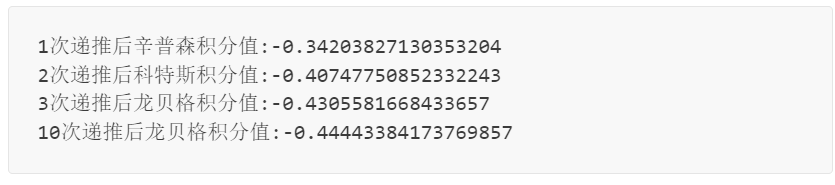 1次递推后辛普森积分值:-0.34203827130353204
2次递推后科特斯积分值:-0.40747750852332243
3次递推后龙贝格积分值:-0.4305581668433657
10次递推后龙贝格积分值:-0.44443384173769857